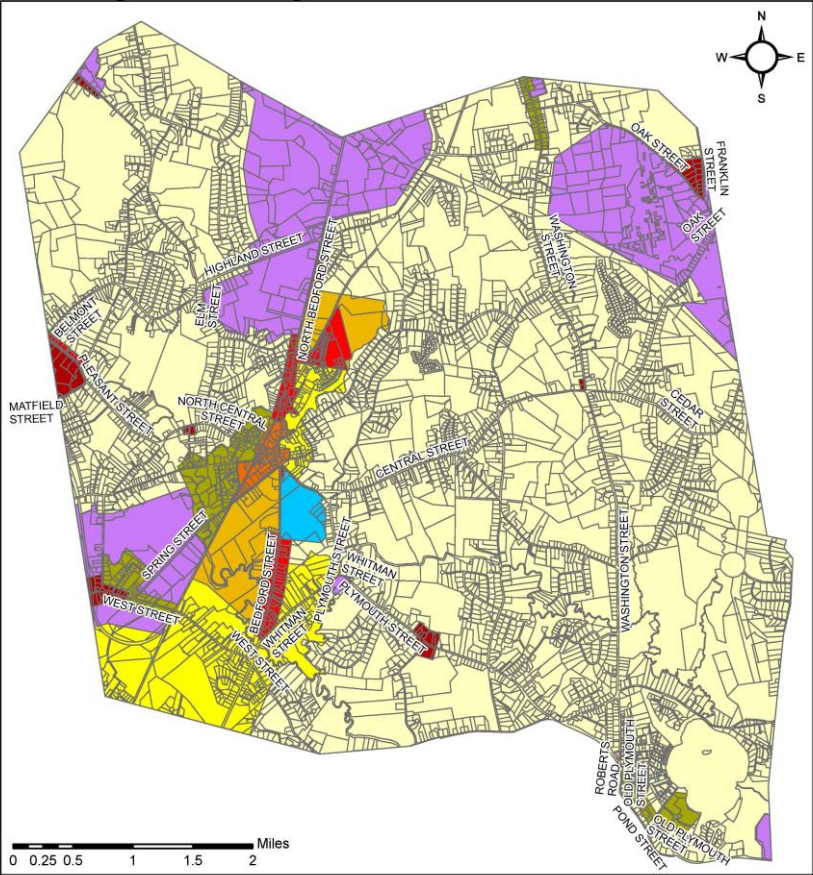 N
W E
S
OAK STREET
FRANKLIN
STREET
OAK
STREET
WASHINGTON
STREET
HIGHLAND STREET
NORTH BEDFORD STREET
ELM
STREET
BELMONT
STREET
PLEASANT STREET
MATFIELD
STREET
NORTH CENTRAL
STREET
CEDAR
STREET
CENTRAL STREET
SPRING STREET
BEDFORD STREET
PLYMOUTH STREET
WHITMAN
STREET
PLYMOUTH STREET
WASHINGTON STREET
WEST STREET
WHITMAN
STREET
WEST STREET
ROBERTS
ROAD
OLD PLYMOUTH
STREET
OLD PLYMOUTH
STREET
POND STREET
Miles
0 0.25 0.5 1 1.5 2